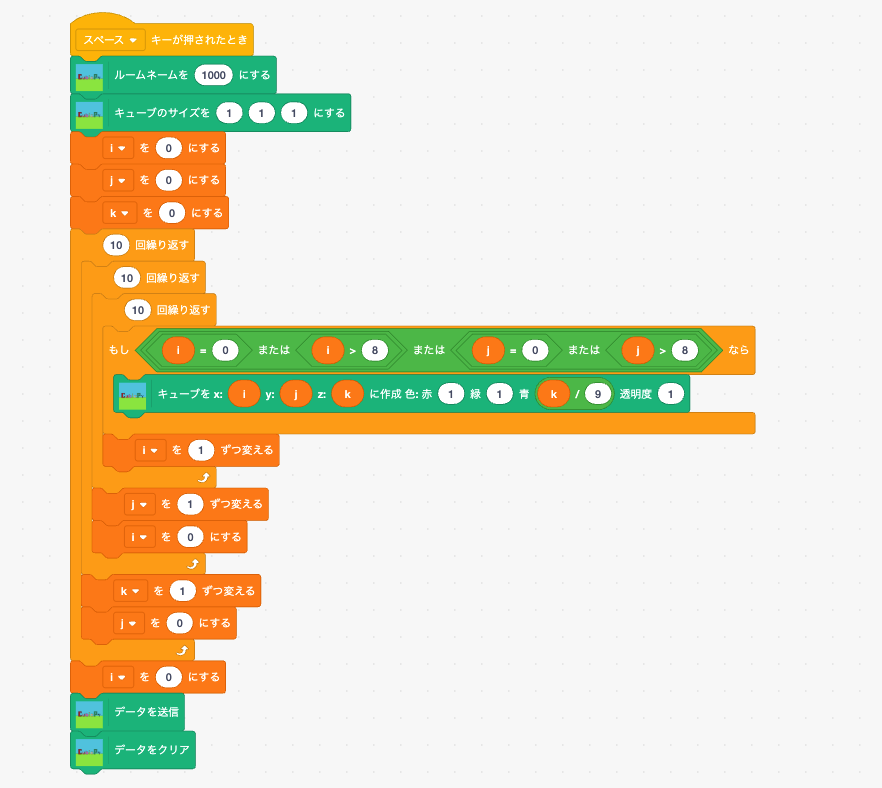 スペース キーが押されたとき
ルームネームを 1000 にする
キューブのサイズを 1 1 1 にする
i を 0 にする
j を 0 にする
k を 0 にする
10 回繰り返す
10 回繰り返す
10 回繰り返す
もし i = 0 または i > 8 または j = 0 または j > 8 なら
キューブを x: i y: j z: k に作成 色: 赤 1 緑 1 青 k / 9 透明度 1
i を 1 ずつ変える
j を 1 ずつ変える
i を 0 にする
k を 1 ずつ変える
j を 0 にする
i を 0 にする
データを送信
データをクリア